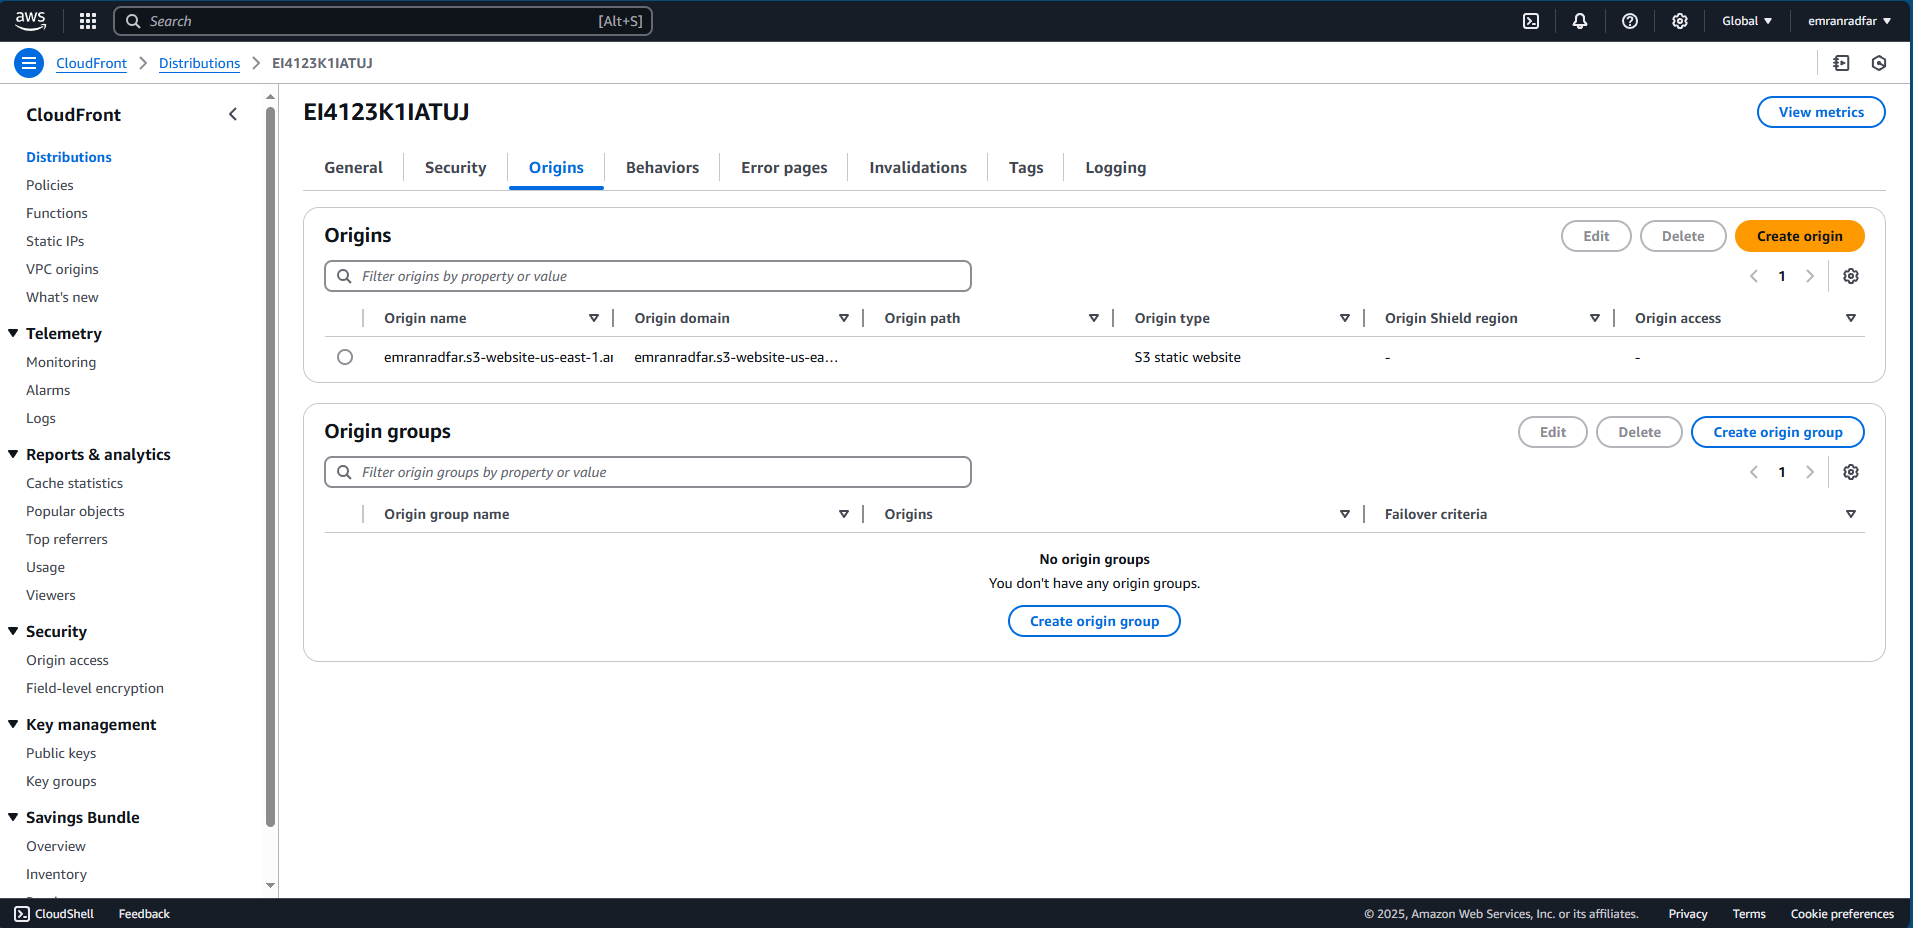 aws
Search [Alt+S]
Global
emranradfar
CloudFront
Distributions
EI4123K1IATUJ
CloudFront
Distributions
Policies
Functions
Static IPs
VPC origins
What's new
Telemetry
Monitoring
Alarms
Logs
Reports & analytics
Cache statistics
Popular objects
Top referrers
Usage
Viewers
Security
Origin access
Field-level encryption
Key management
Public keys
Key groups
Savings Bundle
Overview
Inventory
EI4123K1IATUJ
View metrics
General Security Origins Behaviors Error pages Invalidations Tags Logging
Origins
Edit Delete Create origin
Filter origins by property or value
1
Origin name Origin domain Origin path Origin type Origin Shield region Origin access
emranradfar.s3-website-us-east-1.ar emranradfar.s3-website-us-ea... S3 static website - -
Origin groups
Edit Delete Create origin group
Filter origin groups by property or value
1
Origin group name Origins Failover criteria
No origin groups
You don't have any origin groups.
Create origin group
CloudShell Feedback
© 2025, Amazon Web Services, Inc. or its affiliates. Privacy Terms Cookie preferences